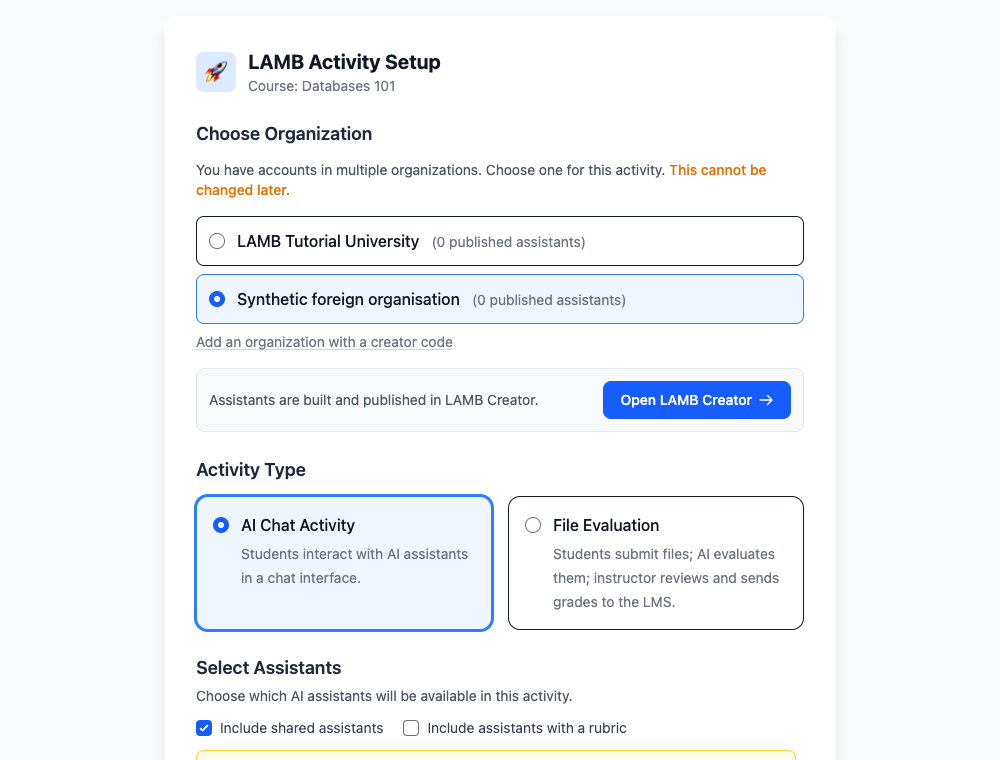 LAMB Activity Setup
Course: Databases 101
Choose Organization
You have accounts in multiple organizations. Choose one for this activity. This cannot be
changed later.
LAMB Tutorial University (0 published assistants)
Synthetic foreign organisation (0 published assistants)
Add an organization with a creator code
Assistants are built and published in LAMB Creator.
Open LAMB Creator →
Activity Type
AI Chat Activity
Students interact with AI assistants
in a chat interface.
File Evaluation
Students submit files; AI evaluates
them; instructor reviews and sends
grades to the LMS.
Select Assistants
Choose which AI assistants will be available in this activity.
Include shared assistants
Include assistants with a rubric